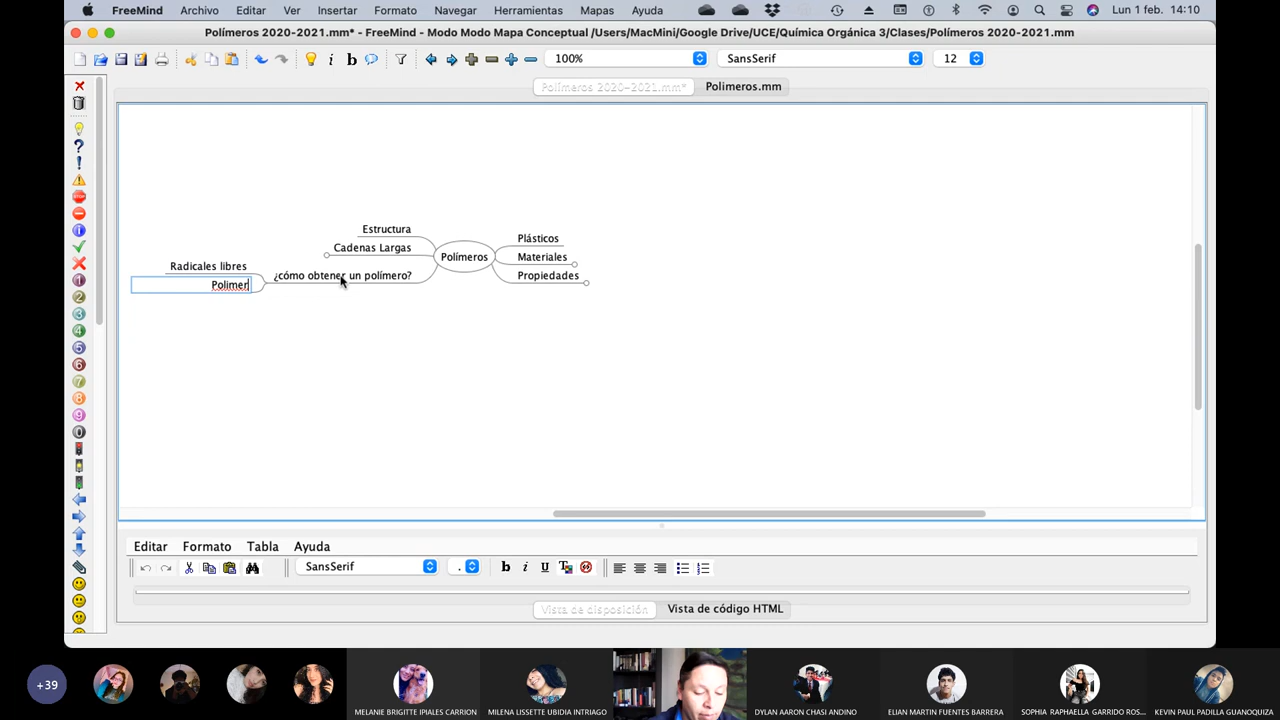 FreeMind Archivo Editar Ver Insertar Formato Navegar Herramientas Mapas Ayuda Lun 1 feb. 14:10
Polímeros 2020-2021.mm* - FreeMind - Modo Modo Mapa Conceptual /Users/MacMini/Google Drive/UCE/Química Orgánica 3/Clases/Polímeros 2020-2021.mm
100% SansSerif 12
Polímeros 2020-2021.mm* Polimeros.mm
Estructura
Cadenas Largas
¿cómo obtener un polímero?
Radicales libres
Polimer
Polímeros
Plásticos
Materiales
Propiedades
Editar Formato Tabla Ayuda
SansSerif .
Vista de disposición Vista de código HTML
+39 MELANIE BRIGITTE IPIALES CARRION MILENA LISSETTE UBIDIA INTRIAGO DYLAN AARON CHASI ANDINO ELIAN MARTIN FUENTES BARRERA SOPHIA RAPHAELLA GARRIDO ROS... KEVIN PAUL PADILLA GUANOQUIZA